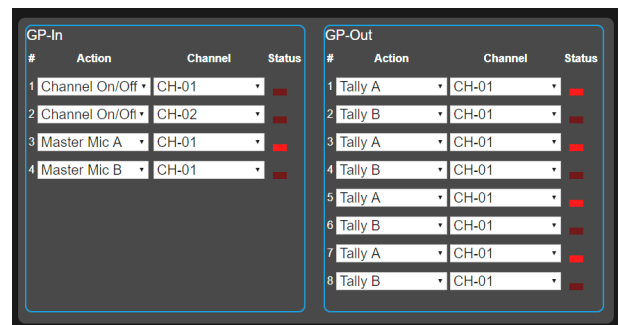 GP-In
# Action Channel Status
1 Channel On/Off CH-01
2 Channel On/Ofl CH-02
3 Master Mic A CH-01
4 Master Mic B CH-01
GP-Out
# Action Channel Status
1 Tally A CH-01
2 Tally B CH-01
3 Tally A CH-01
4 Tally B CH-01
5 Tally A CH-01
6 Tally B CH-01
7 Tally A CH-01
8 Tally B CH-01